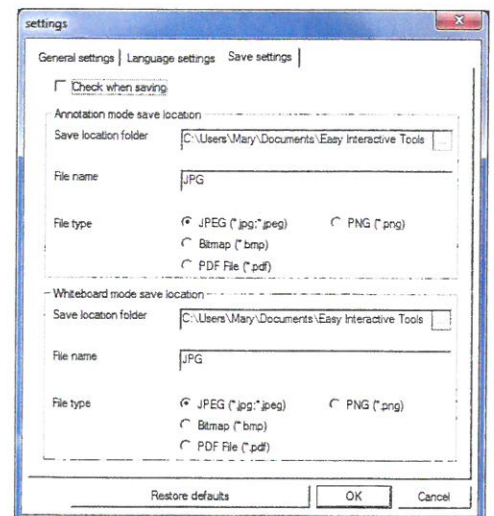 settings
General settings Language settings Save settings
Check when saving
Annotation mode save location
Save location folder C:\Users\Mary\Documents\Easy Interactive Tools ...
File name JPG
File type JPEG (*.jpg;*.jpeg) PNG (*.png)
Bitmap (*.bmp)
PDF File (*.pdf)
Whiteboard mode save location
Save location folder C:\Users\Mary\Documents\Easy Interactive Tools
File name JPG
File type JPEG (*.jpg;*.jpeg) PNG (*.png)
Bitmap (*.bmp)
PDF File (*.pdf)
Restore defaults OK Cancel